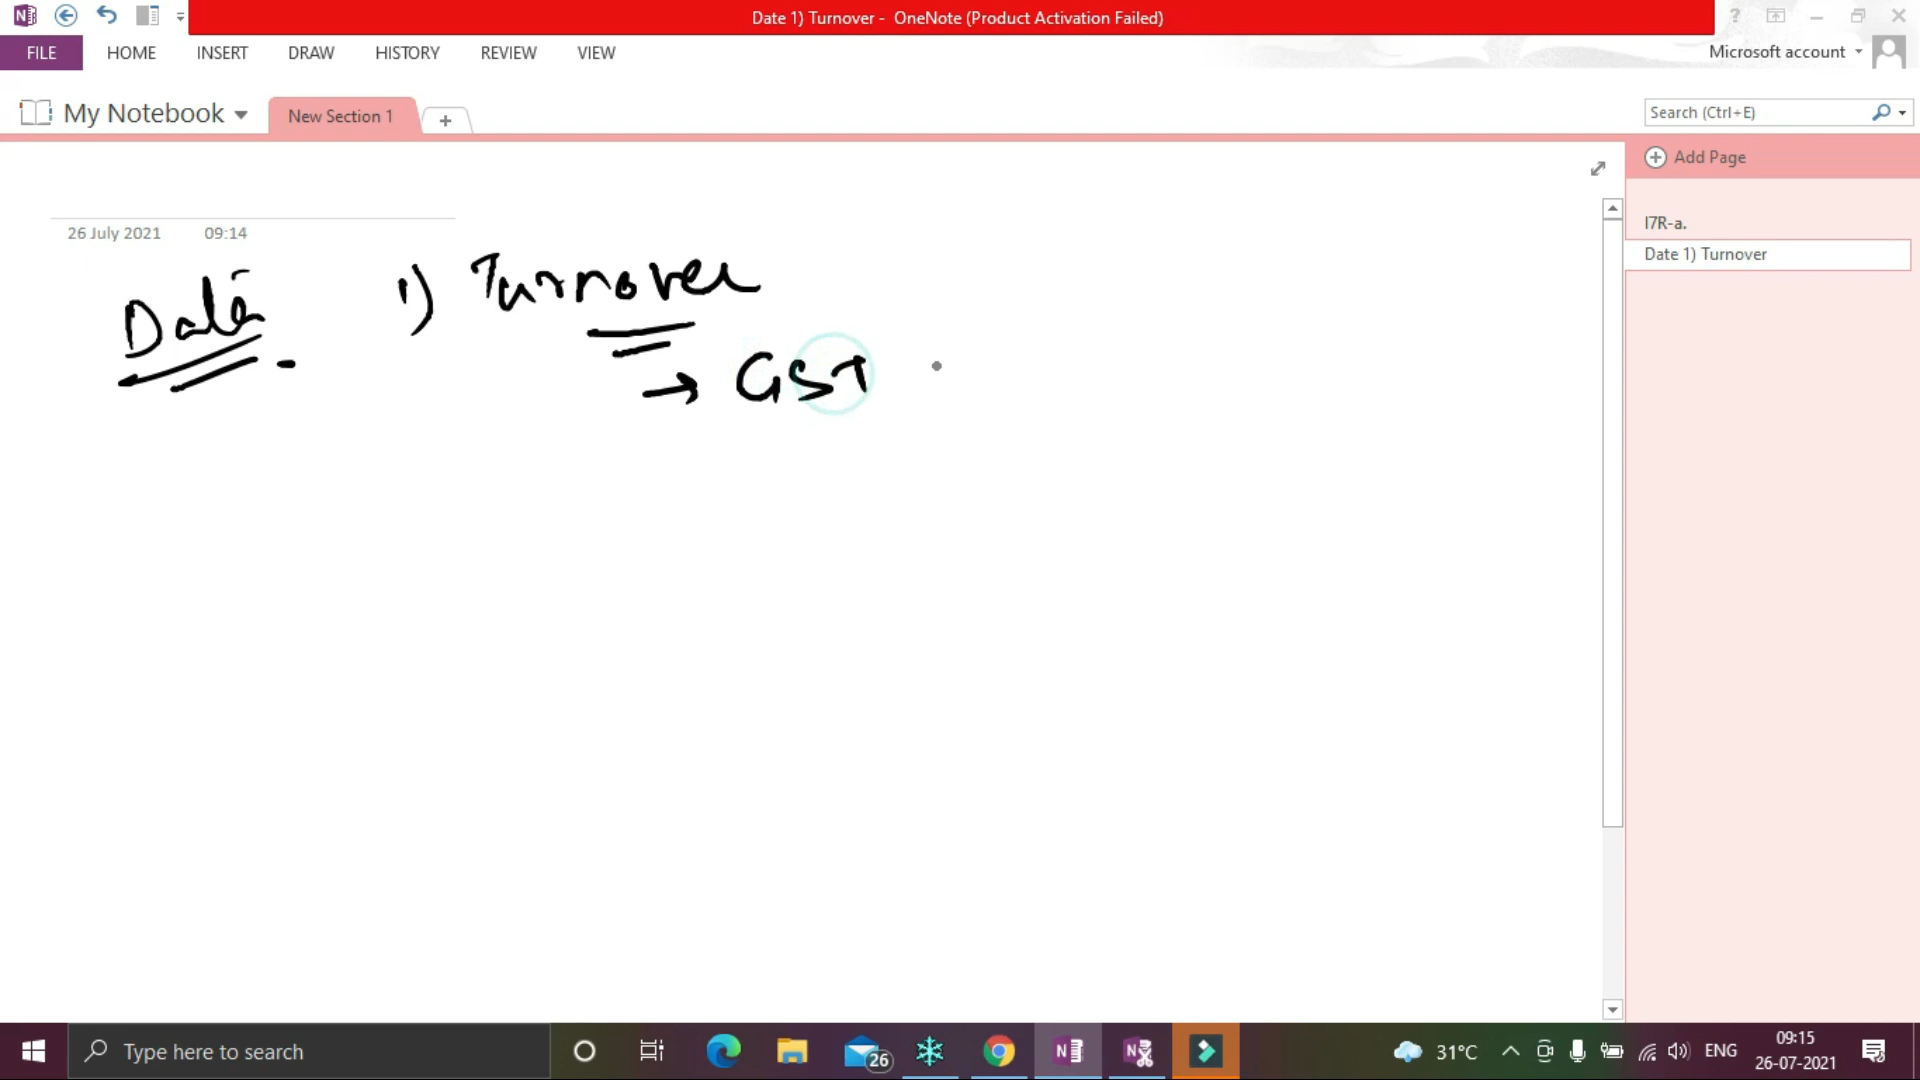 Date 1) Turnover - OneNote (Product Activation Failed)
FILE HOME INSERT DRAW HISTORY REVIEW VIEW
Microsoft account
My Notebook
New Section 1
Search (Ctrl+E)
Add Page
I7R-a.
Date 1) Turnover
26 July 2021 09:14
Date 1) Turnover
→ GST
Type here to search
26
31°C
ENG
09:15
26-07-2021